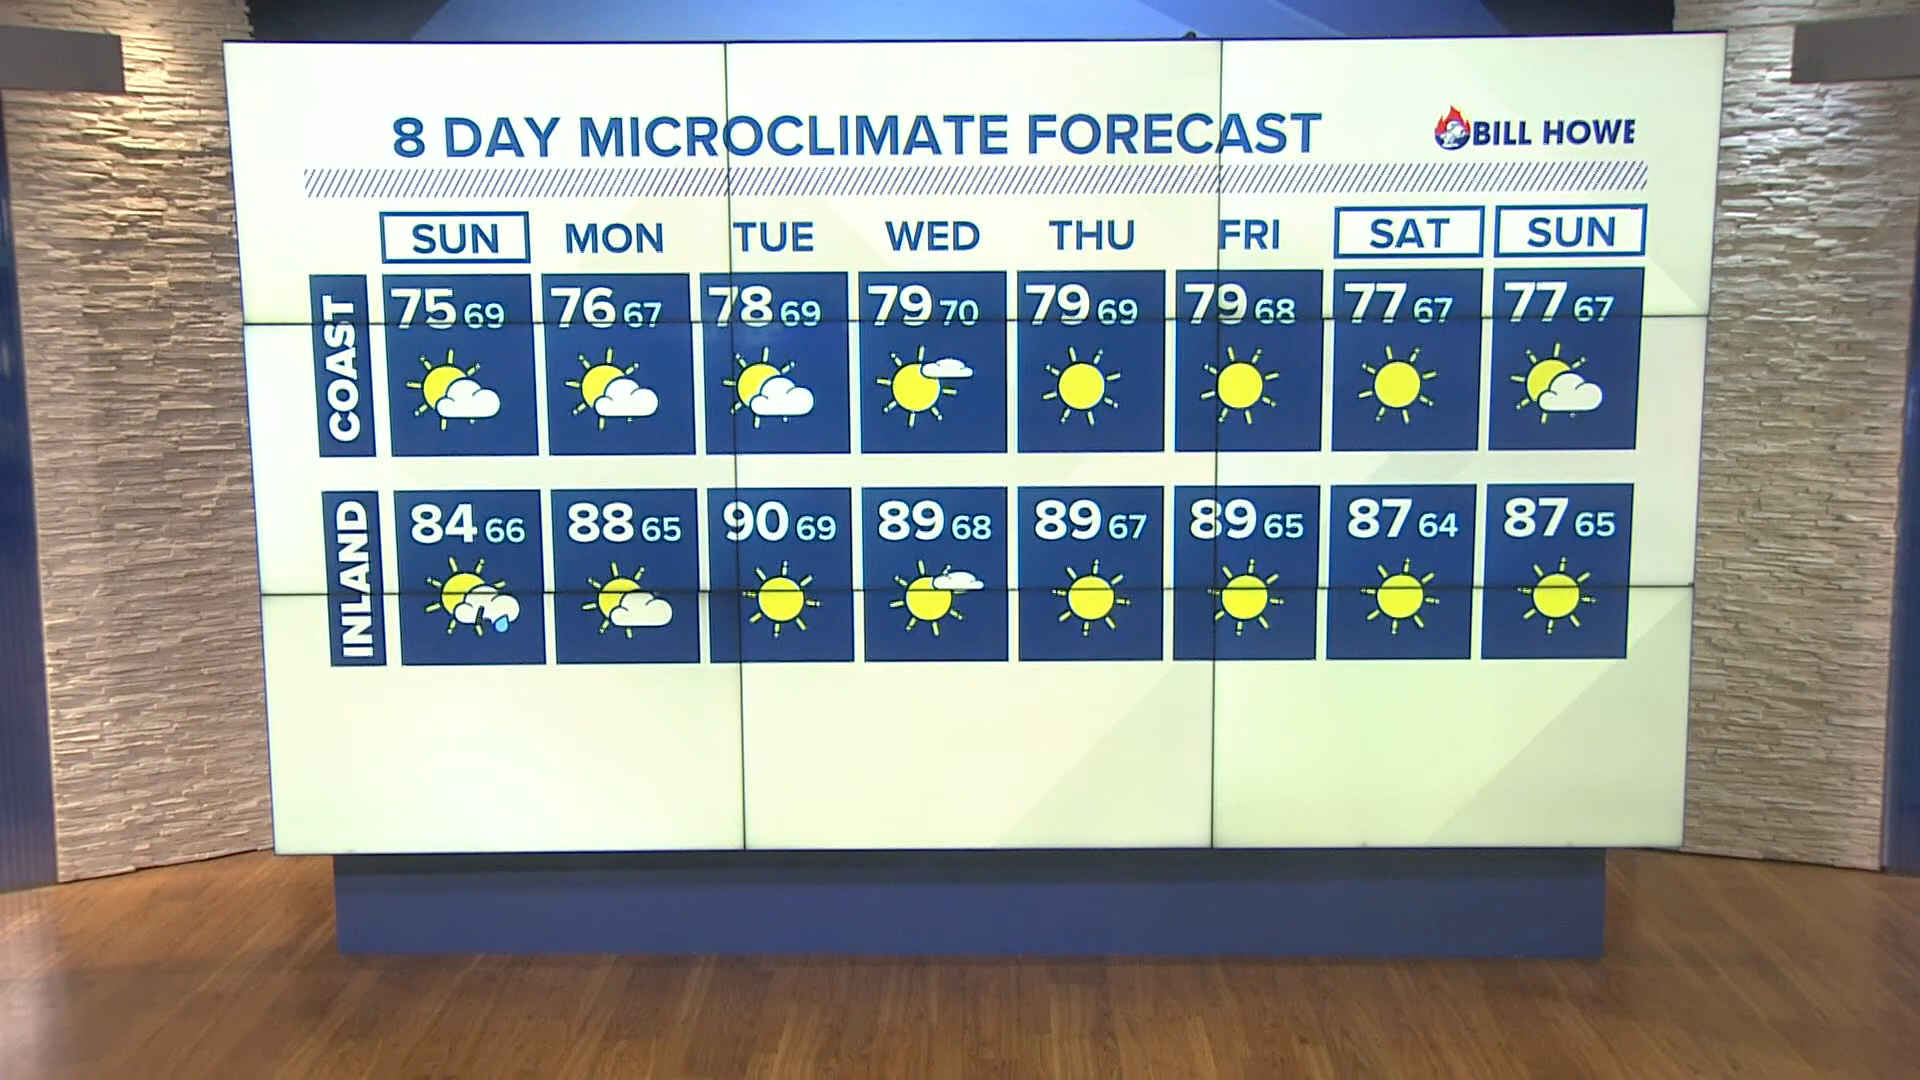 8 DAY MICROCLIMATE FORECAST
BILL HOWE
SUN MON TUE WED THU FRI SAT SUN
COAST
75 69 76 67 78 69 79 70 79 69 79 68 77 67 77 67
INLAND
84 66 88 65 90 69 89 68 89 67 89 65 87 64 87 65